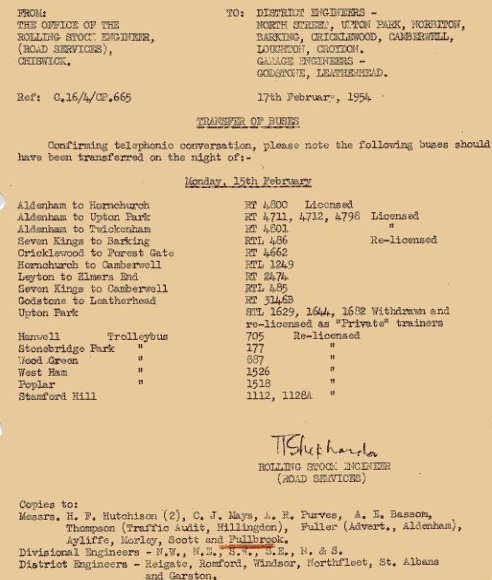 FROM:
THE OFFICE OF THE
ROLLING STOCK ENGINEER,
(ROAD SERVICES),
CHISWICK.
TO: DISTRICT ENGINEERS -
NORTH STREET, UPTON PARK, NORBITON,
BARKING, CRICKLEWOOD, CAMBERWELL,
LOUGHTON, CROYDON.
GARAGE ENGINEERS -
GODSTONE, LEATHERHEAD.
Ref: C.16/4/CP.665 17th February, 1954
TRANSFER OF BUSES
Confirming telephonic conversation, please note the following buses should
have been transferred on the night of:-
Monday, 15th February
Aldenham to Hornchurch RT 4800 Licensed
Aldenham to Upton Park RT 4711, 4712, 4798 Licensed
Aldenham to Twickenham RT 4801 "
Seven Kings to Barking RTL 486 Re-licensed
Cricklewood to Forest Gate RT 4662
Hornchurch to Camberwell RTL 1249
Leyton to Elmers End RT 2474
Seven Kings to Camberwell RTL 485
Godstone to Leatherhead RT 3146B
Upton Park STL 1629, 1644, 1682 Withdrawn and
re-licensed as "Private" trainers
Hanwell Trolleybus 705 Re-licensed
Stonebridge Park " 177 "
Wood Green " 887 "
West Ham " 1526 "
Poplar " 1518 "
Stamford Hill 1112, 1128A "
ROLLING STOCK ENGINEER
(ROAD SERVICES)
Copies to:
Messrs. H. F. Hutchison (2), C. J. Mays, A. R. Purves, A. E. Bassom,
Thompson (Traffic Audit, Hillingdon), Fuller (Advert., Aldenham),
Ayliffe, Morley, Scott and Fullbrook.
Divisional Engineers - N.W., N.E., S.W., S.E., N. & S.
District Engineers - Reigate, Romford, Windsor, Northfleet, St. Albans
and Garston.